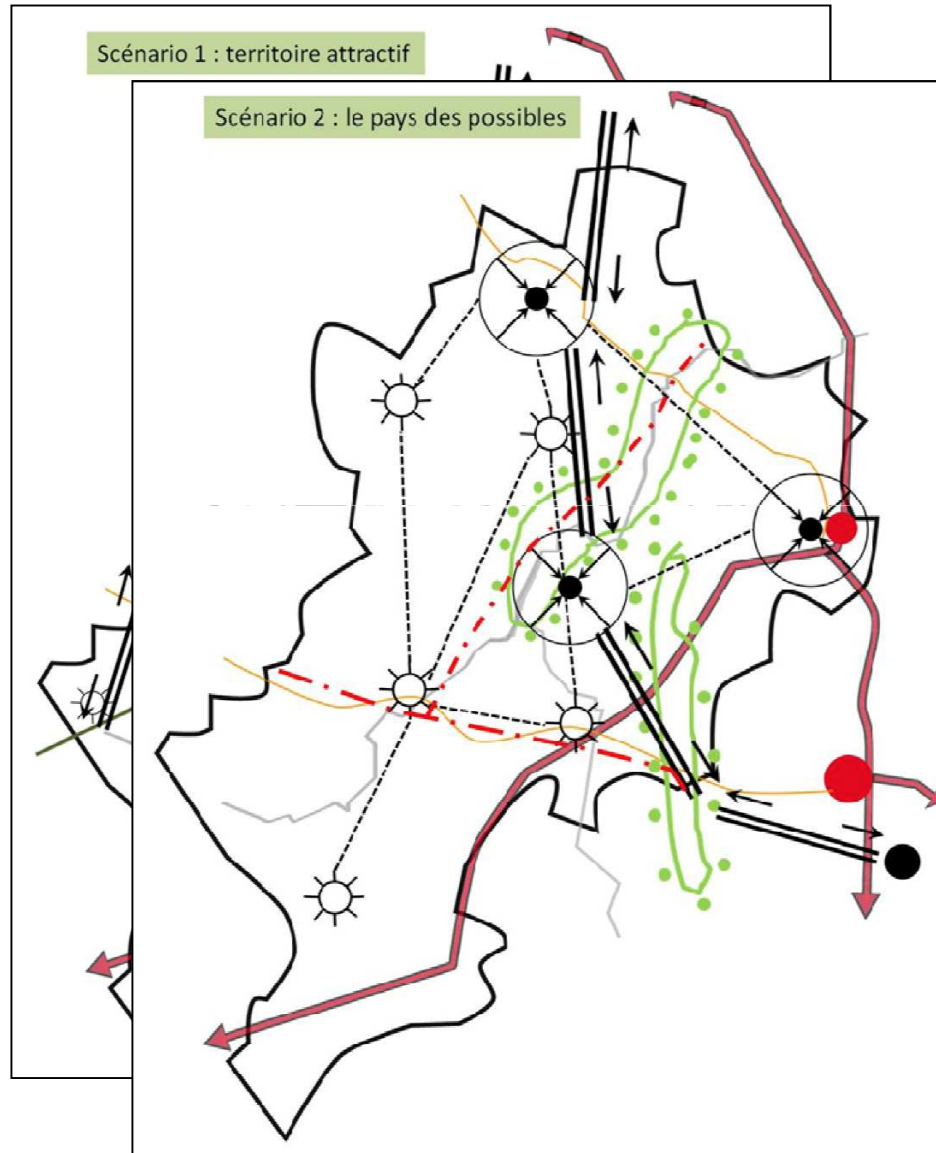 Scénario 1 : territoire attractif
Scénario 2 : le pays des possibles